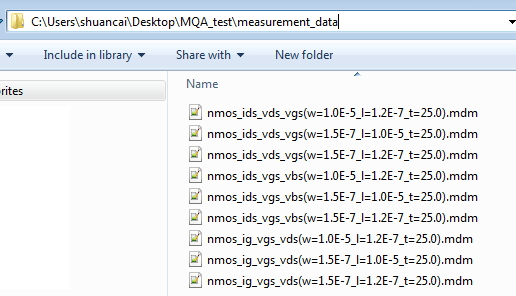 C:\Users\shuancai\Desktop\MQA_test\measurement_data
Include in library Share with New folder
Name
nmos_ids_vds_vgs(w=1.0E-5_l=1.2E-7_t=25.0).mdm
nmos_ids_vds_vgs(w=1.5E-7_l=1.0E-5_t=25.0).mdm
nmos_ids_vds_vgs(w=1.5E-7_l=1.2E-7_t=25.0).mdm
nmos_ids_vgs_vbs(w=1.0E-5_l=1.2E-7_t=25.0).mdm
nmos_ids_vgs_vbs(w=1.5E-7_l=1.0E-5_t=25.0).mdm
nmos_ids_vgs_vbs(w=1.5E-7_l=1.2E-7_t=25.0).mdm
nmos_ig_vgs_vds(w=1.0E-5_l=1.2E-7_t=25.0).mdm
nmos_ig_vgs_vds(w=1.5E-7_l=1.0E-5_t=25.0).mdm
nmos_ig_vgs_vds(w=1.5E-7_l=1.2E-7_t=25.0).mdm
rites